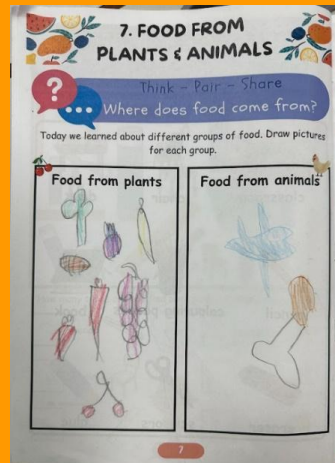 7. FOOD FROM
PLANTS & ANIMALS
?
Think - Pair - Share
Where does food come from?
Today we learned about different groups of food. Draw pictures
for each group.
Food from plants
Food from animals
7